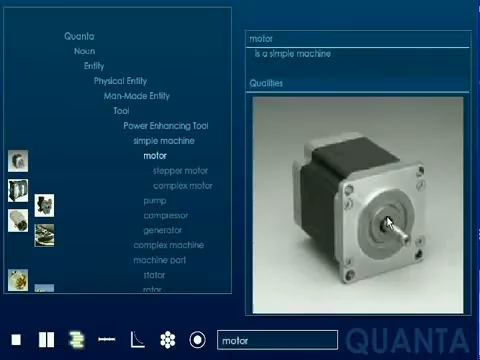 Quanta
Noun
Entity
Physical Entity
Man-Made Entity
Tool
Power Enhancing Tool
simple machine
motor
stepper motor
complex motor
pump
compressor
generator
complex machine
machine part
stator
rotor
motor
is a simple machine
Qualities
motor
QUANTA